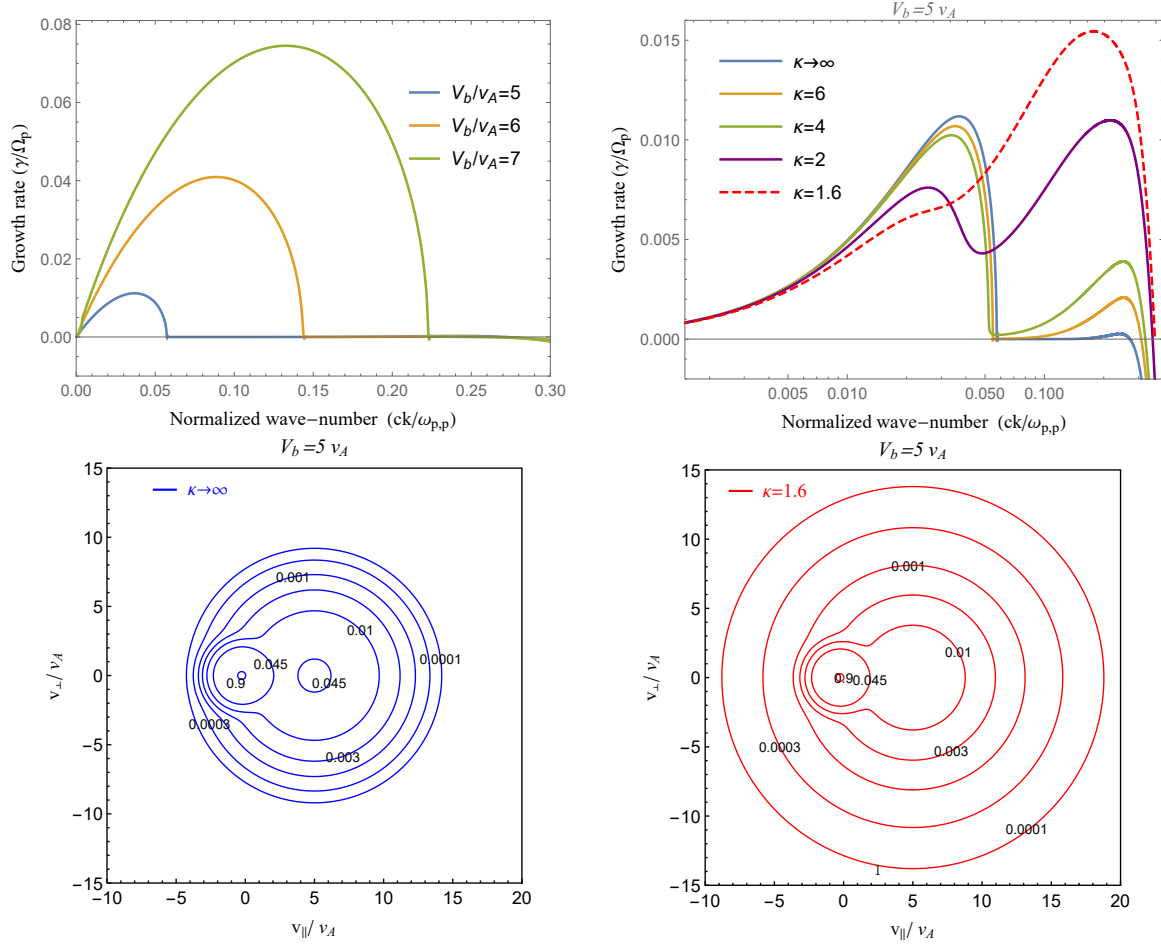 0.08
0.06
0.04
0.02
0.00
Growth rate (γ/Ωp)
Vb/vA=5
Vb/vA=6
Vb/vA=7
0.00 0.05 0.10 0.15 0.20 0.25 0.30
Normalized wave−number (ck/ωp,p)
Vb=5 vA
0.015
0.010
0.005
0.000
Growth rate (γ/Ωp)
κ→∞
κ=6
κ=4
κ=2
κ=1.6
0.005 0.010 0.050 0.100
Normalized wave−number (ck/ωp,p)
Vb=5 vA
κ→∞
15
10
5
0
−5
−10
−15
v⊥/ vA
0.001
0.01
0.0001
0.045
0.9
0.045
0.0003
0.003
−10 −5 0 5 10 15 20
v∥/ vA
Vb=5 vA
κ=1.6
15
10
5
0
−5
−10
−15
v⊥/ vA
0.001
0.01
0.9
0.045
0.0003
0.003
0.0001
1
−10 −5 0 5 10 15 20
v∥/ vA